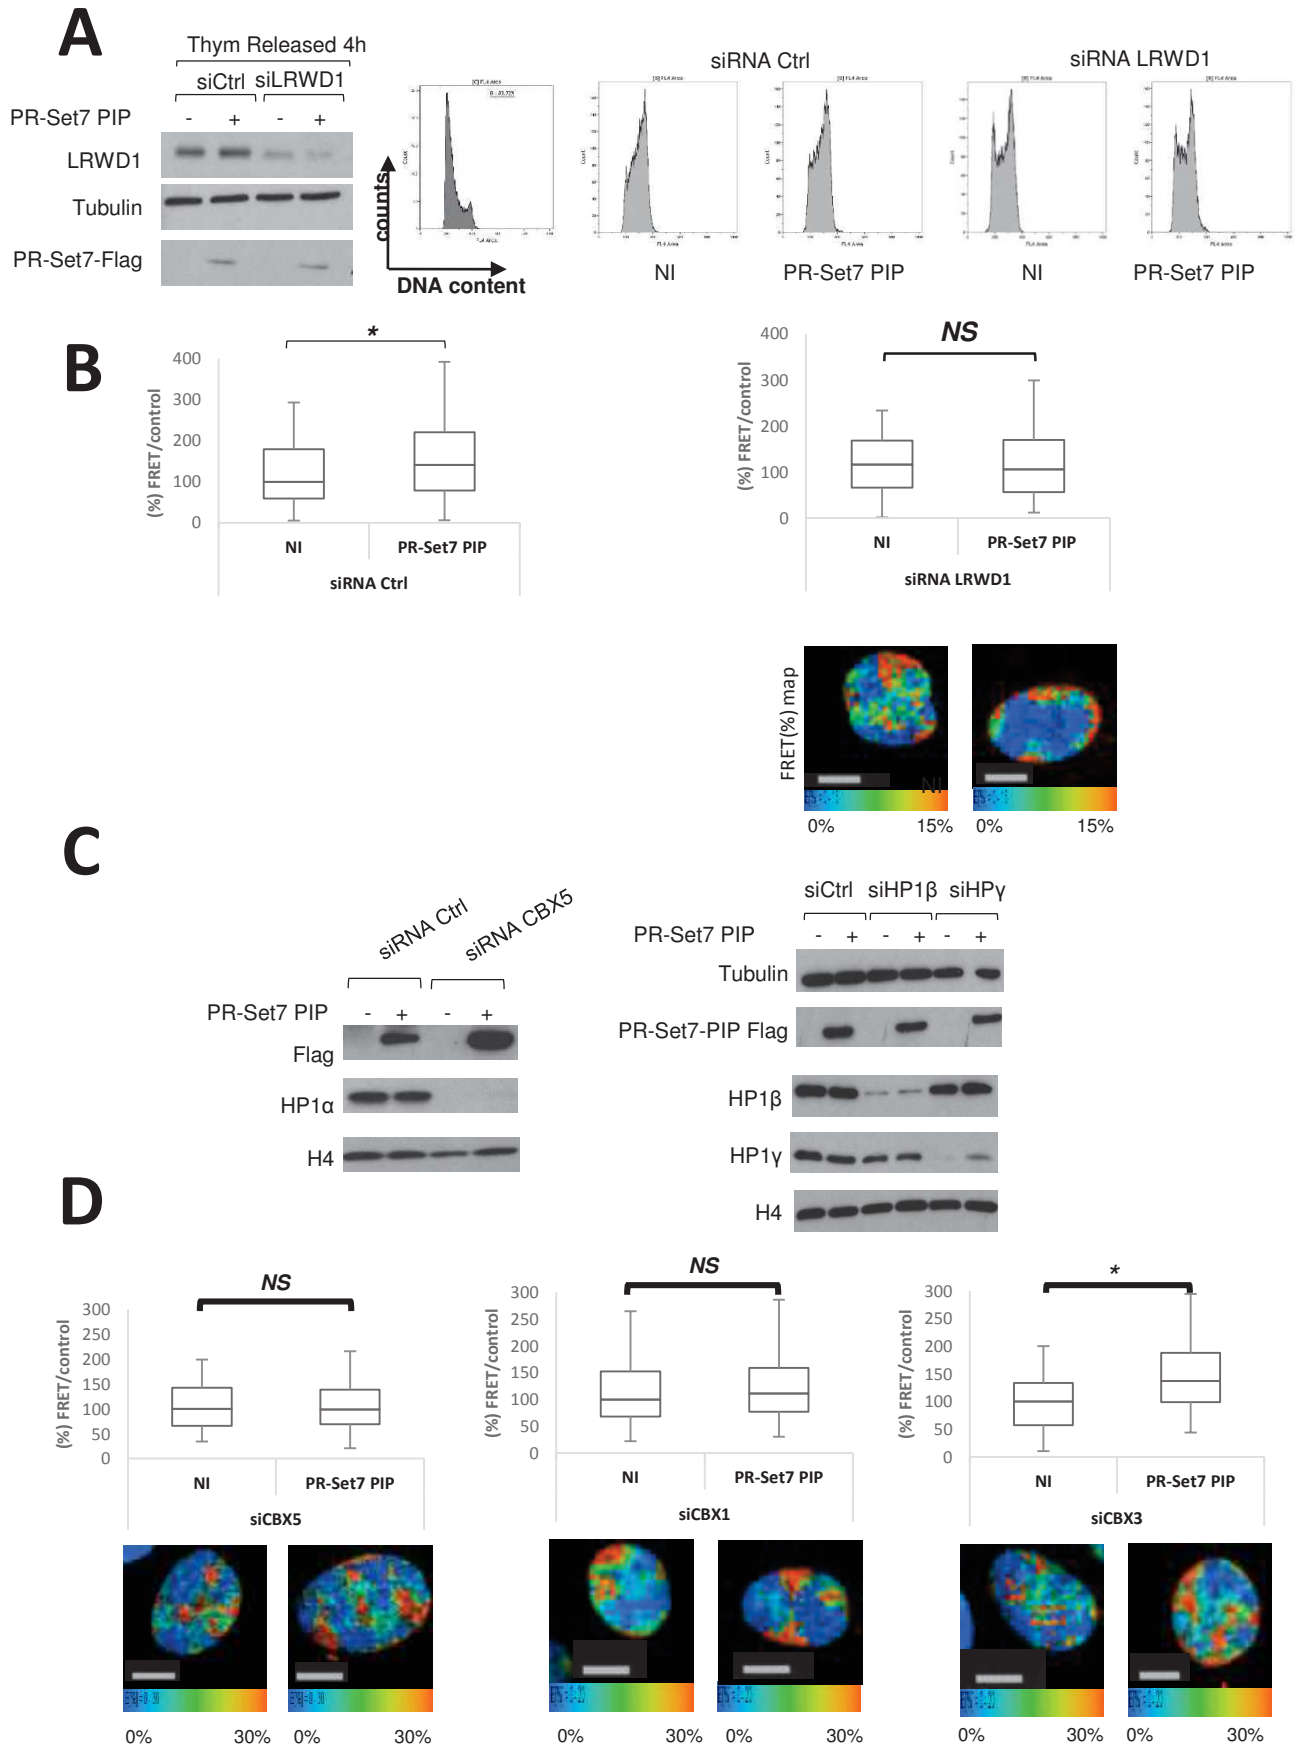 A
Thym Released 4h
siCtrl siLRWD1
PR-Set7 PIP - + - +
LRWD1
Tubulin
PR-Set7-Flag
counts
DNA content
[C] FL4 Area
siRNA Ctrl
siRNA LRWD1
Count
FL4 Area
NI
PR-Set7 PIP
NI
PR-Set7 PIP
B
*
(%) FRET/control
400
300
200
100
0
NI
PR-Set7 PIP
siRNA Ctrl
NS
(%) FRET/control
400
300
200
100
0
NI
PR-Set7 PIP
siRNA LRWD1
FRET(%) map
NI
0% 15% 0% 15%
C
siRNA Ctrl
siRNA CBX5
PR-Set7 PIP - + - +
Flag
HP1α
H4
siCtrl siHP1β siHPγ
PR-Set7 PIP - + - + - +
Tubulin
PR-Set7-PIP Flag
HP1β
HP1γ
H4
D
NS
(%) FRET/control
300
250
200
150
100
50
0
NI
PR-Set7 PIP
siCBX5
0% 30% 0% 30%
NS
(%) FRET/control
300
250
200
150
100
50
0
NI
PR-Set7 PIP
siCBX1
0% 30% 0% 30%
*
(%) FRET/control
300
250
200
150
100
50
0
NI
PR-Set7 PIP
siCBX3
0% 30% 0% 30%